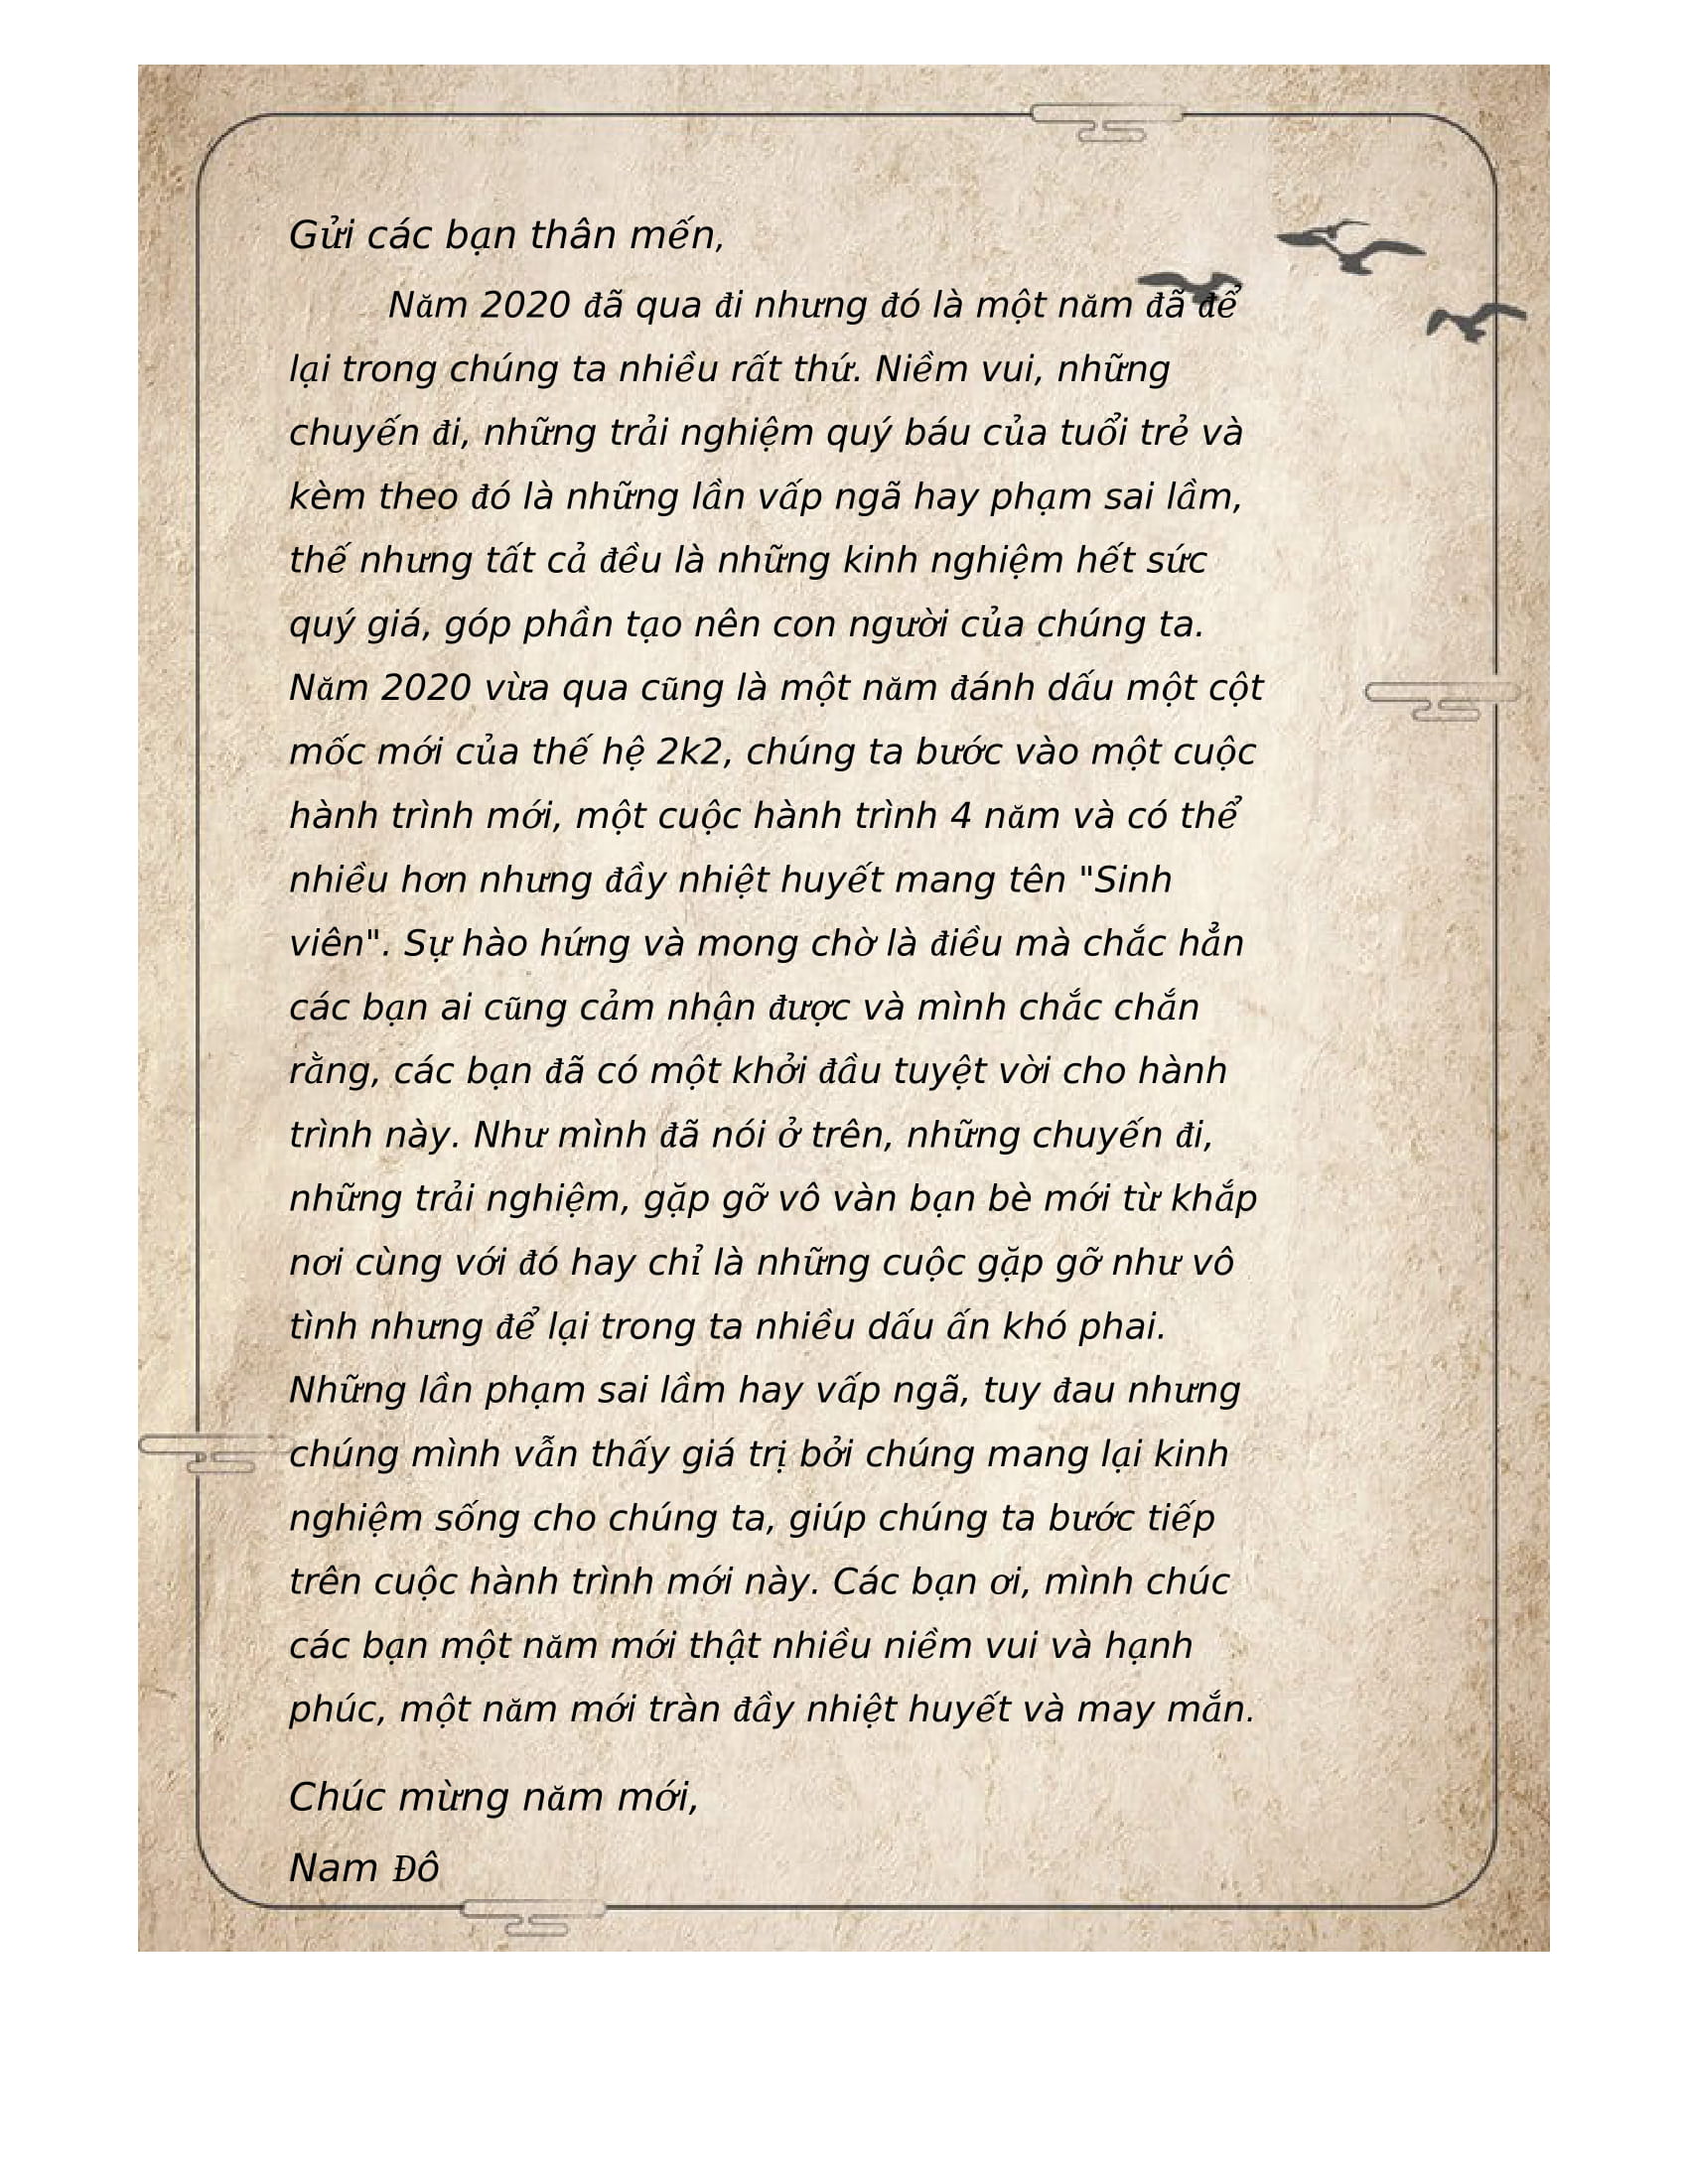 Gửi các bạn thân mến,
Năm 2020 đã qua đi nhưng đó là một năm đã để
lại trong chúng ta nhiều rất thứ. Niềm vui, những
chuyến đi, những trải nghiệm quý báu của tuổi trẻ và
kèm theo đó là những lần vấp ngã hay phạm sai lầm,
thế nhưng tất cả đều là những kinh nghiệm hết sức
quý giá, góp phần tạo nên con người của chúng ta.
Năm 2020 vừa qua cũng là một năm đánh dấu một cột
mốc mới của thế hệ 2k2, chúng ta bước vào một cuộc
hành trình mới, một cuộc hành trình 4 năm và có thể
nhiều hơn nhưng đầy nhiệt huyết mang tên "Sinh
viên". Sự hào hứng và mong chờ là điều mà chắc hẳn
các bạn ai cũng cảm nhận được và mình chắc chắn
rằng, các bạn đã có một khởi đầu tuyệt vời cho hành
trình này. Như mình đã nói ở trên, những chuyến đi,
những trải nghiệm, gặp gỡ vô vàn bạn bè mới từ khắp
nơi cùng với đó hay chỉ là những cuộc gặp gỡ như vô
tình nhưng để lại trong ta nhiều dấu ấn khó phai.
Những lần phạm sai lầm hay vấp ngã, tuy đau nhưng
chúng mình vẫn thấy giá trị bởi chúng mang lại kinh
nghiệm sống cho chúng ta, giúp chúng ta bước tiếp
trên cuộc hành trình mới này. Các bạn ơi, mình chúc
các bạn một năm mới thật nhiều niềm vui và hạnh
phúc, một năm mới tràn đầy nhiệt huyết và may mắn.
Chúc mừng năm mới,
Nam Đô